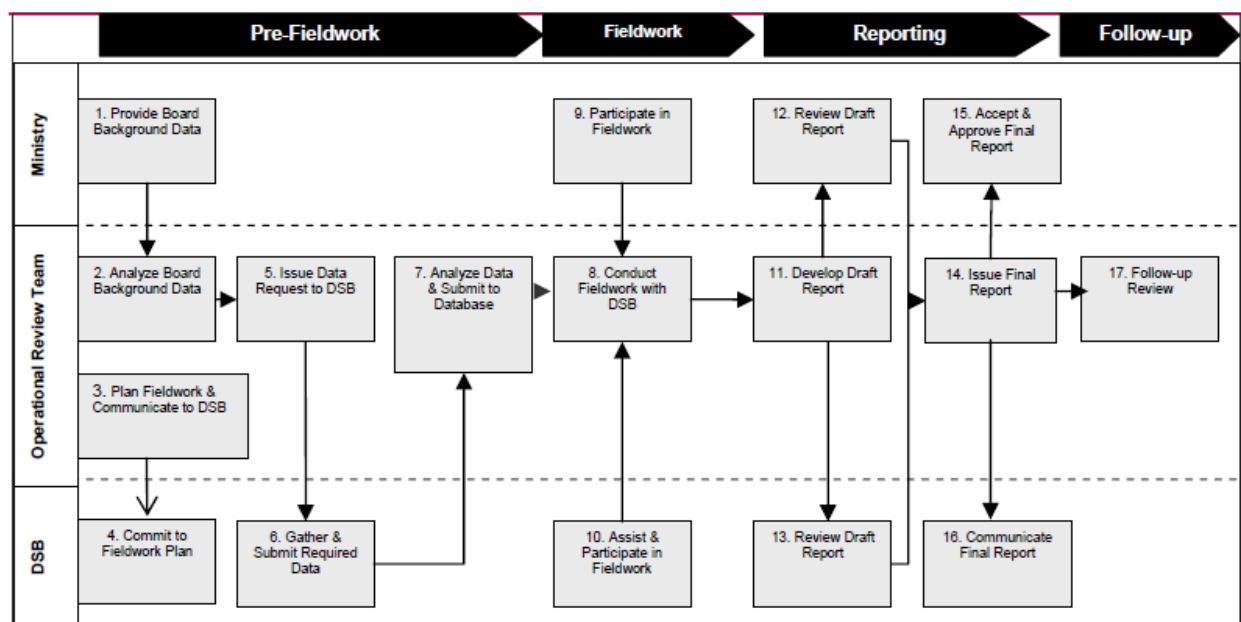 Pre-Fieldwork
Fieldwork
Reporting
Follow-up
Ministry
1. Provide Board
Background Data
9. Participate in
Fieldwork
12. Review Draft
Report
15. Accept &
Approve Final
Report
Operational Review Team
2. Analyze Board
Background Data
5. Issue Data
Request to DSB
7. Analyze Data
& Submit to
Database
8. Conduct
Fieldwork with
DSB
11. Develop Draft
Report
14. Issue Final
Report
17. Follow-up
Review
3. Plan Fieldwork &
Communicate to DSB
DSB
4. Commit to
Fieldwork Plan
6. Gather &
Submit Required
Data
10. Assist &
Participate in
Fieldwork
13. Review Draft
Report
16. Communicate
Final Report